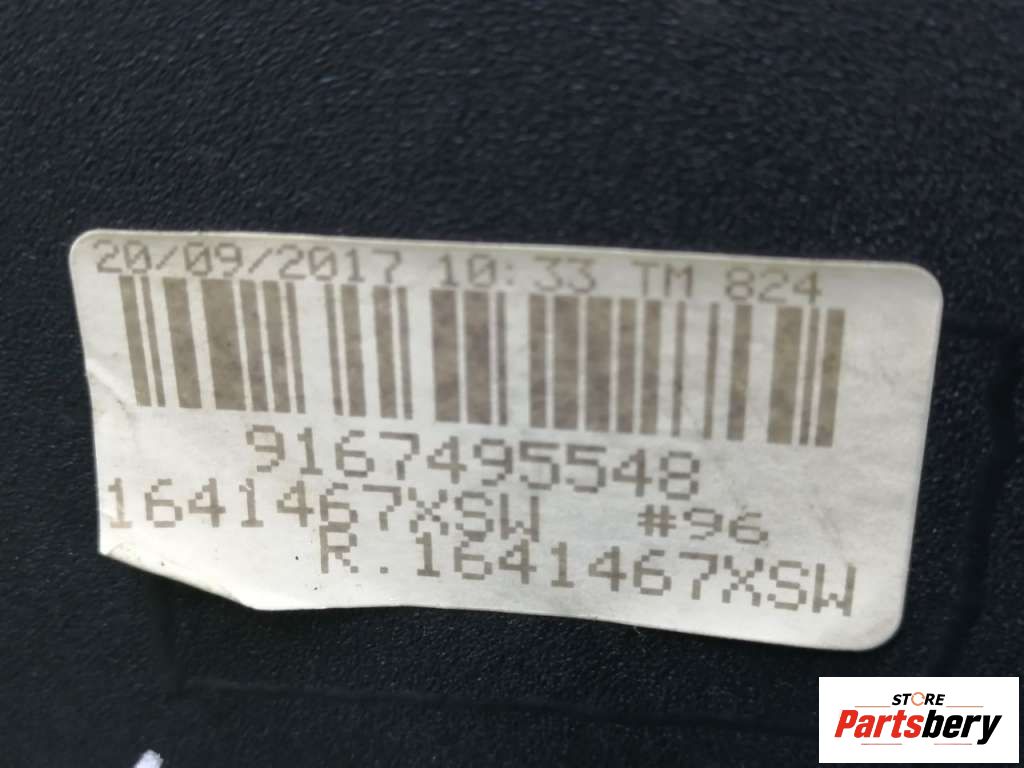 20/09/2017 10:33 TM 824
9167495548
1641467XSW #96
R.1641467XSW
STORE
Partsbery